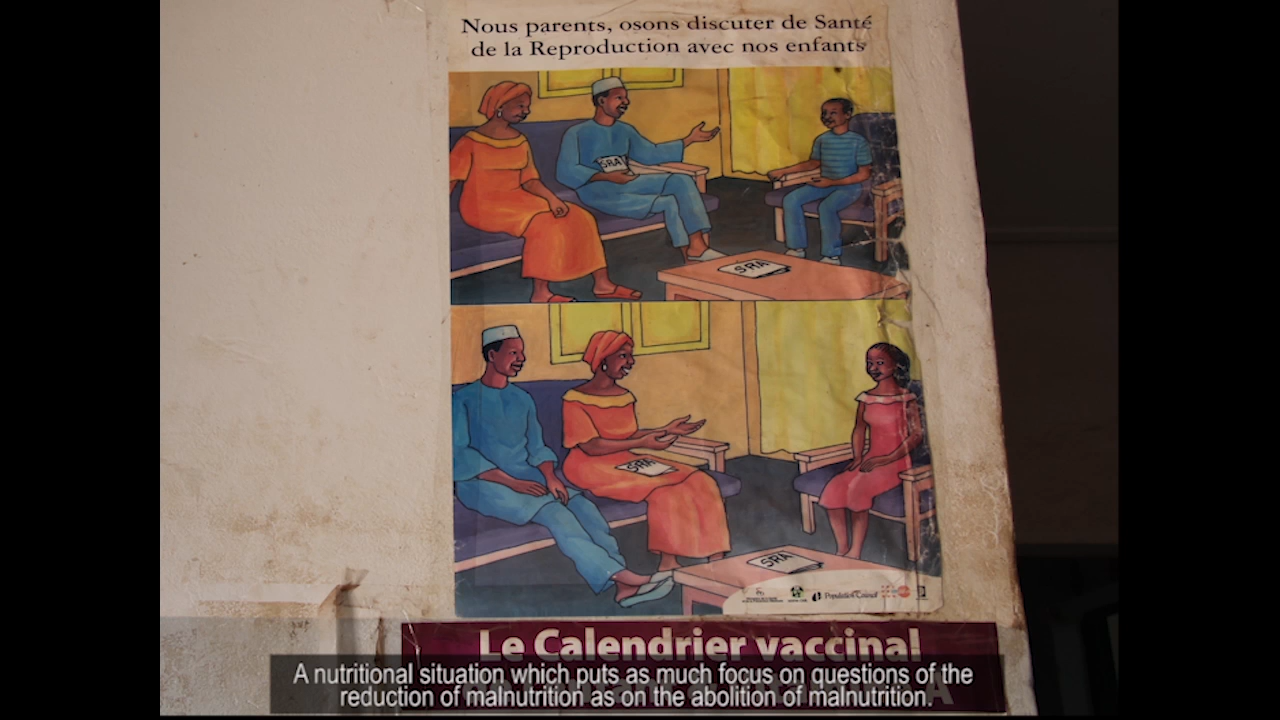 Nous parents, osons discuter de Santé
de la Reproduction avec nos enfants
SRA
SRA
SRA
SRA
Population Council
Le Calendrier vaccinal
A nutritional situation which puts as much focus on questions of the
reduction of malnutrition as on the abolition of malnutrition.